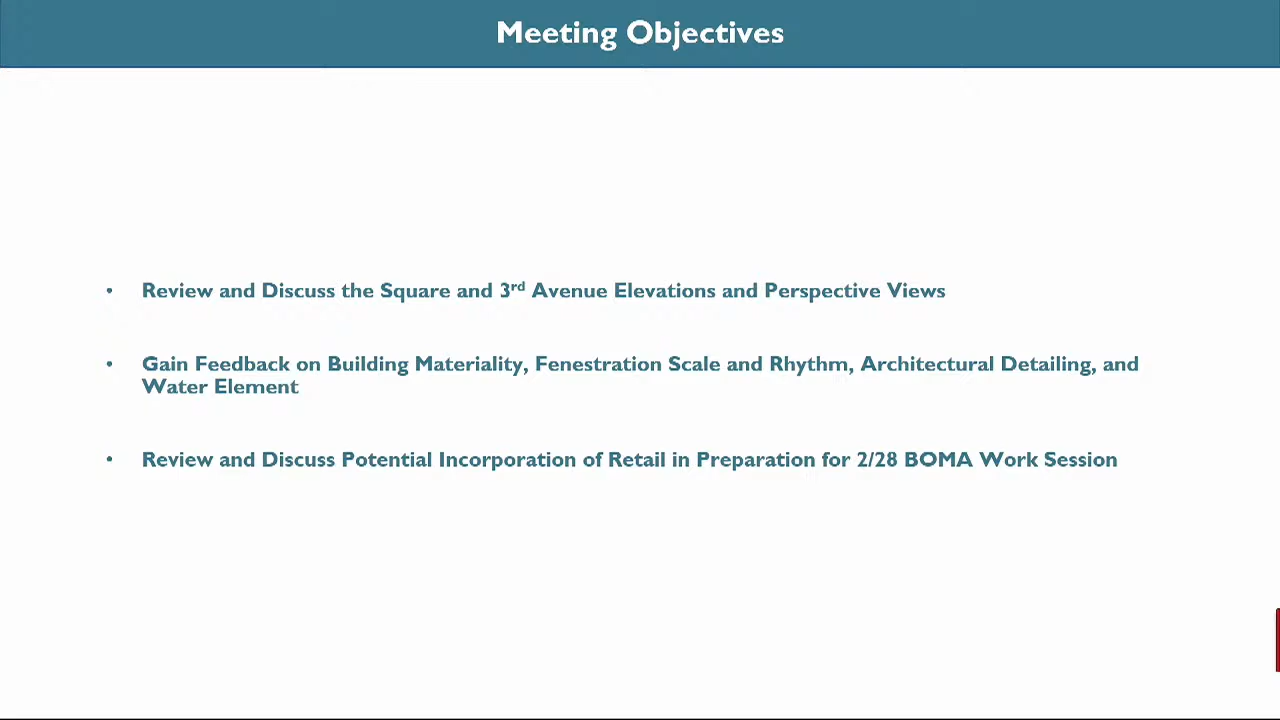 Meeting Objectives
• Review and Discuss the Square and 3rd Avenue Elevations and Perspective Views
• Gain Feedback on Building Materiality, Fenestration Scale and Rhythm, Architectural Detailing, and
Water Element
• Review and Discuss Potential Incorporation of Retail in Preparation for 2/28 BOMA Work Session